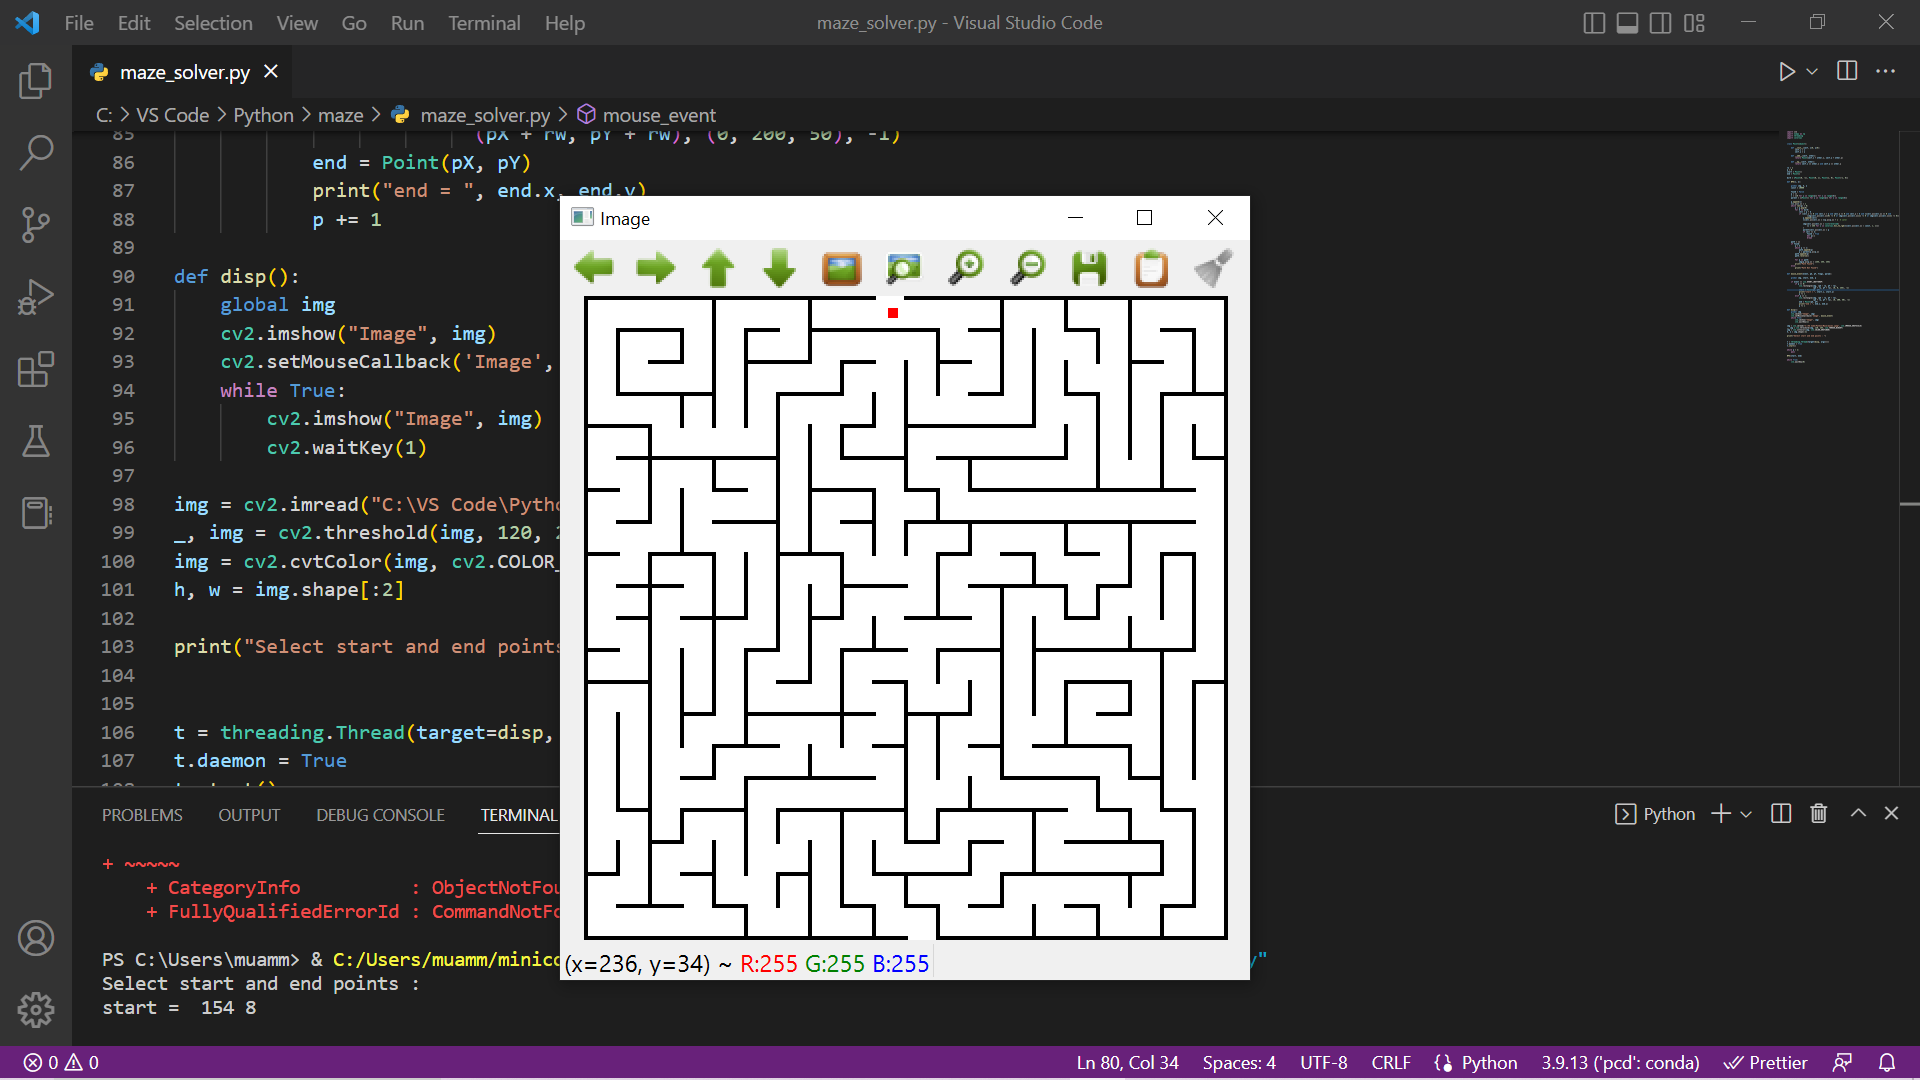 File Edit Selection View Go Run Terminal Help
maze_solver.py - Visual Studio Code
maze_solver.py
C: > VS Code > Python > maze > maze_solver.py > mouse_event
85 (pX + rw, pY + rw), (0, 200, 50), -1)
86 end = Point(pX, pY)
87 print("end = ", end.x, end.y)
88 p += 1
89
90 def disp():
91 global img
92 cv2.imshow("Image", img)
93 cv2.setMouseCallback('Image',
94 while True:
95 cv2.imshow("Image", img)
96 cv2.waitKey(1)
97
98 img = cv2.imread("C:\VS Code\Pytho
99 _, img = cv2.threshold(img, 120, 2
100 img = cv2.cvtColor(img, cv2.COLOR_
101 h, w = img.shape[:2]
102
103 print("Select start and end points
104
105
106 t = threading.Thread(target=disp,
107 t.daemon = True
Image
(x=236, y=34) ~ R:255 G:255 B:255
PROBLEMS OUTPUT DEBUG CONSOLE TERMINAL
Python
+ ~~~~~
+ CategoryInfo : ObjectNotFou
+ FullyQualifiedErrorId : CommandNotFo
PS C:\Users\muamm> & C:/Users/muamm/minico y"
Select start and end points :
start = 154 8
0 0
Ln 80, Col 34 Spaces: 4 UTF-8 CRLF Python 3.9.13 ('pcd': conda) Prettier